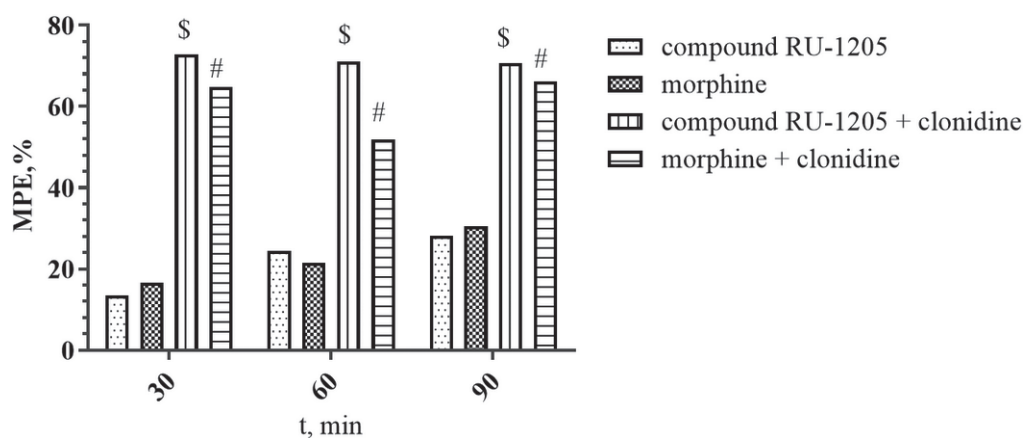 80
60
40
20
0
MPE,%
$
#
$
#
$
#
30
60
90
t, min
compound RU-1205
morphine
compound RU-1205 + clonidine
morphine + clonidine